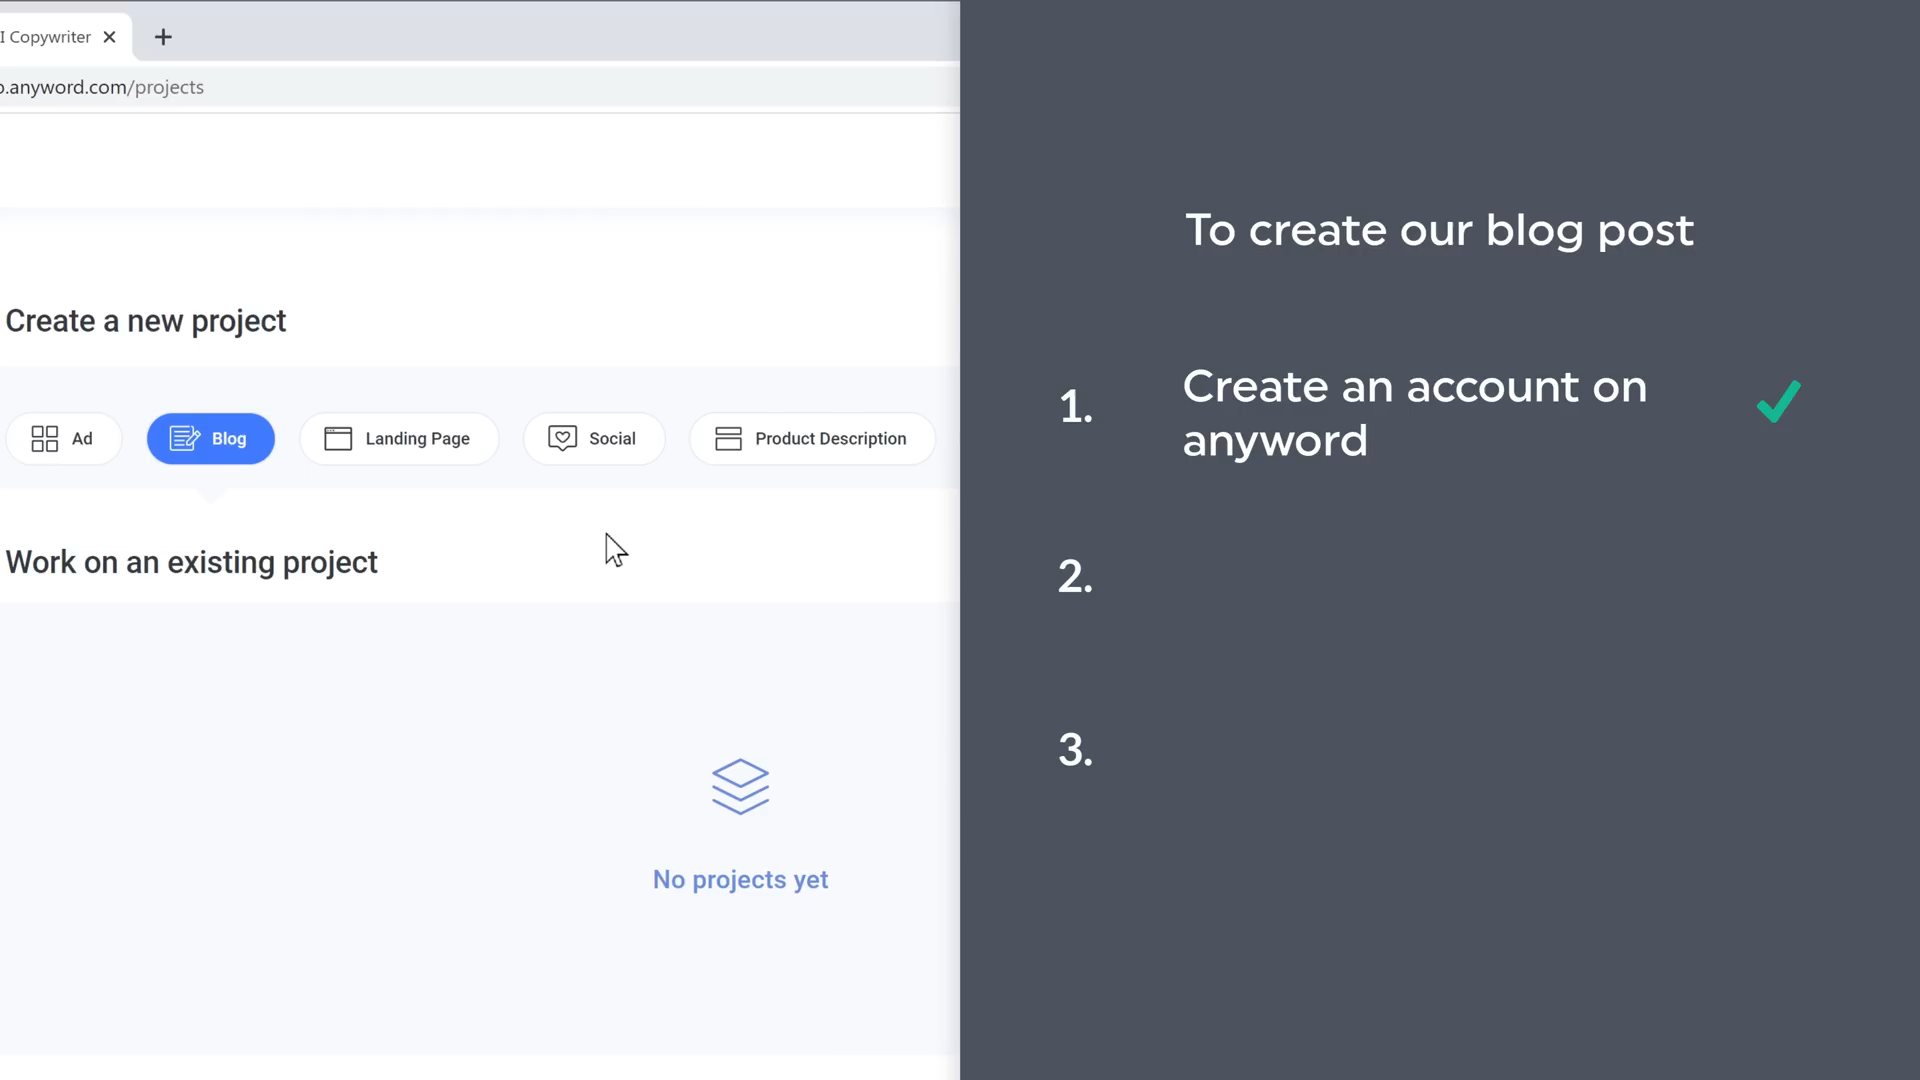 I Copywriter
.anyword.com/projects
Create a new project
Ad
Blog
Landing Page
Social
Product Description
Work on an existing project
No projects yet
To create our blog post
1.
Create an account on
anyword
2.
3.